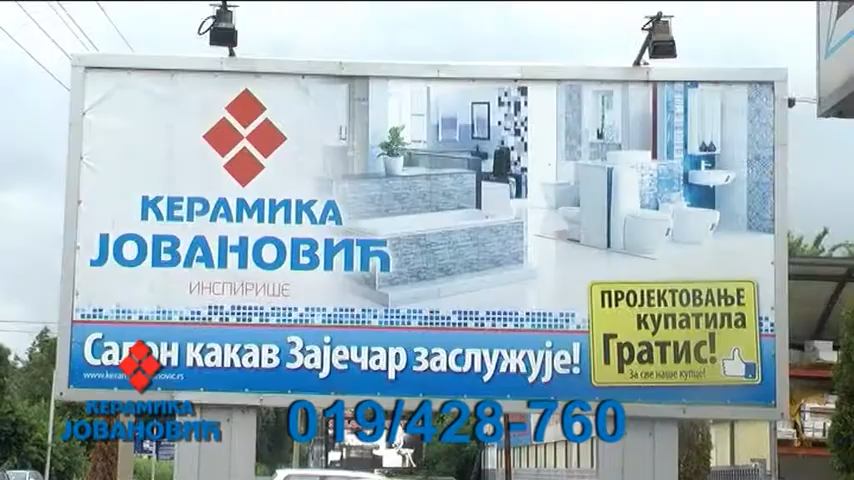 КЕРАМИКА
ЈОВАНОВИЋ
ИНСПИРИШЕ
ПРОЈЕКТОВАЊЕ
купатила
Гратис!
За све наше купце!
Салон какав Зајечар заслужује!
КЕРАМИКА
ЈОВАНОВИЋ
019/428-760